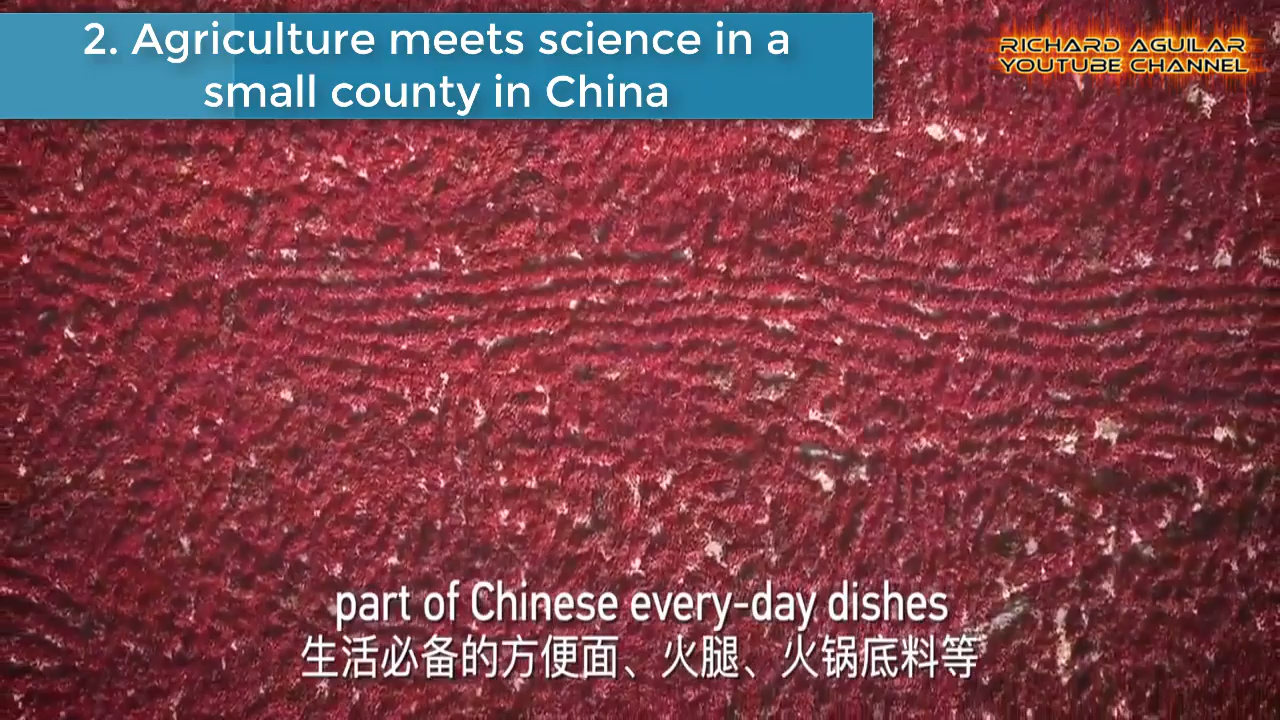 2. Agriculture meets science in a
small county in China
RICHARD AGUILAR
YOUTUBE CHANNEL
part of Chinese every-day dishes
生活必备的方便面、火腿、火锅底料等